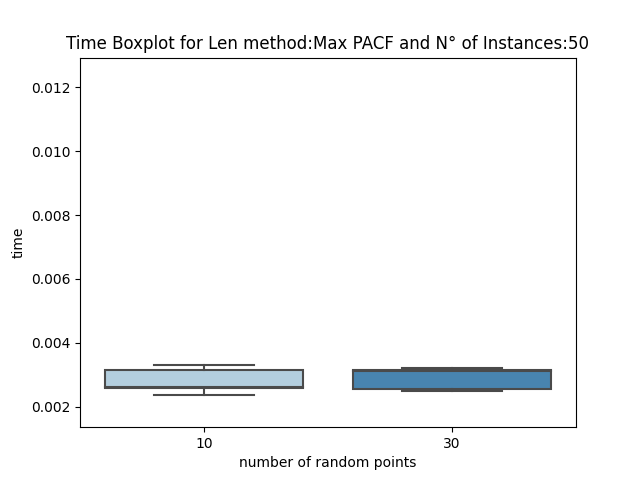 Time Boxplot for Len method:Max PACF and N° of Instances:50
0.012
0.010
0.008
0.006
0.004
0.002
time
10
30
number of random points